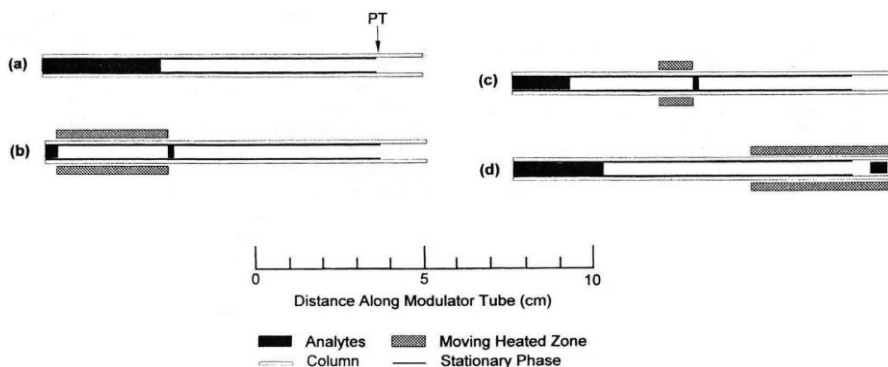 PT
(a)
(b)
(c)
(d)
0 5 10
Distance Along Modulator Tube (cm)
Analytes Moving Heated Zone
Column Stationary Phase